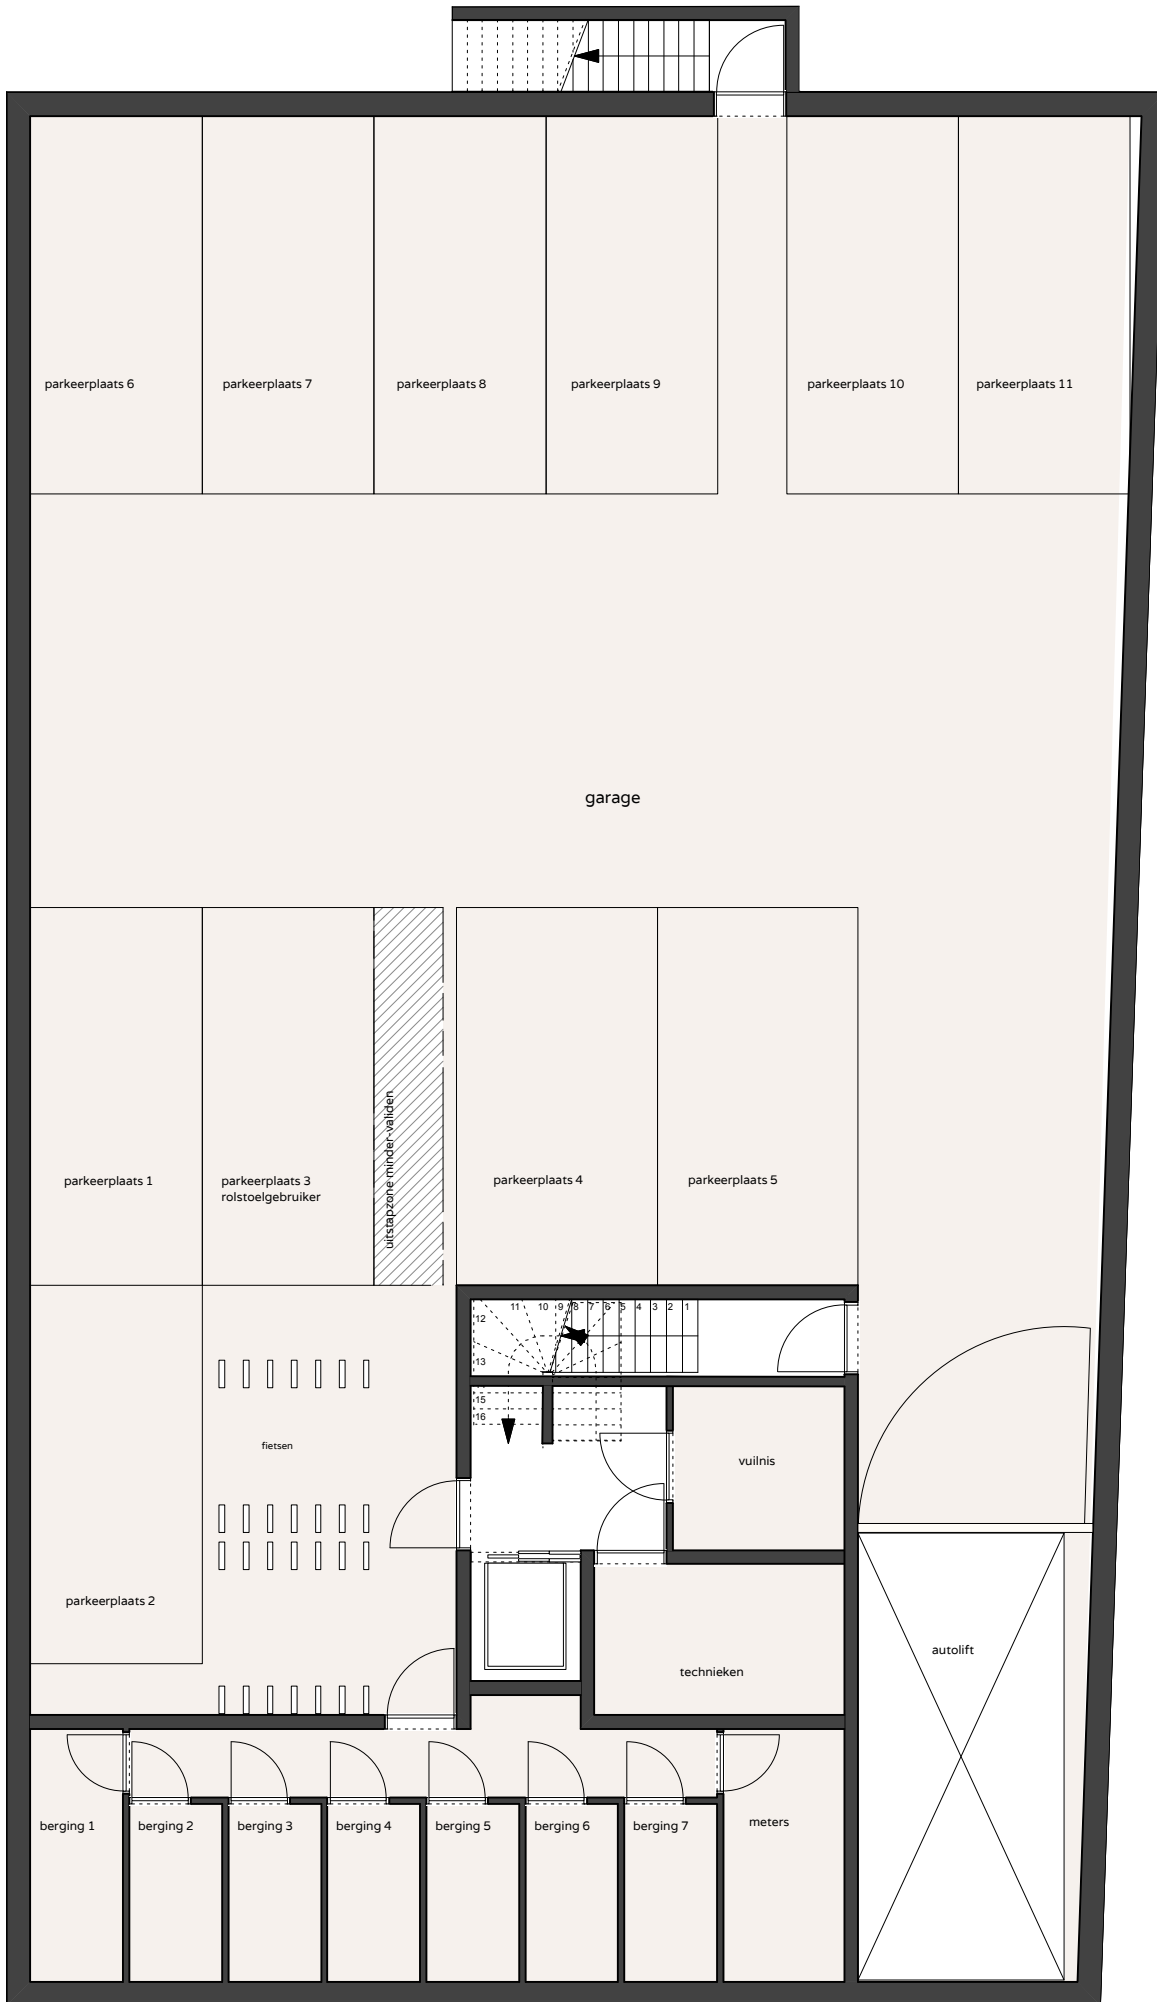 parkeerplaats 6
parkeerplaats 7
parkeerplaats 8
parkeerplaats 9
parkeerplaats 10
parkeerplaats 11
garage
parkeerplaats 1
parkeerplaats 3
rolstoelgebruiker
uitstapzone minder-validen
parkeerplaats 4
parkeerplaats 5
12
11
10
9
8
7
6
5
4
3
2
1
13
15
16
fietsen
vuilnis
parkeerplaats 2
technieken
autolift
berging 1
berging 2
berging 3
berging 4
berging 5
berging 6
berging 7
meters